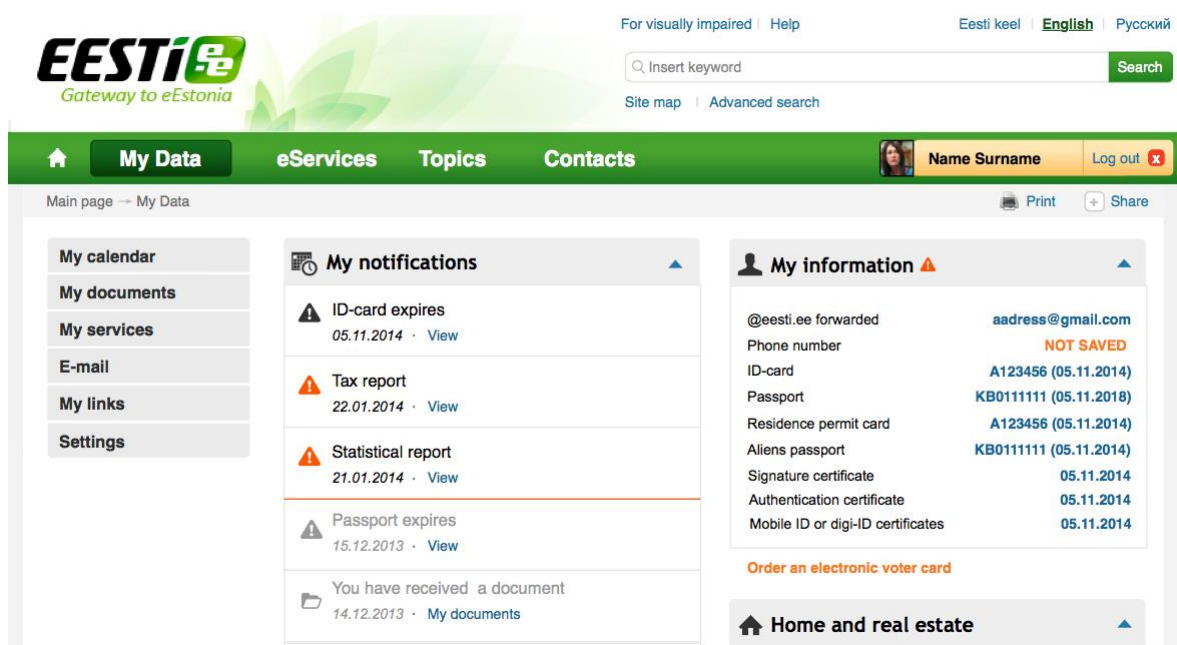 For visually impaired | Help
Eesti keel | English | Русский
EESTi ee
Gateway to eEstonia
Insert keyword
Search
Site map | Advanced search
My Data
eServices
Topics
Contacts
Name Surname
Log out x
Main page → My Data
Print
+ Share
My calendar
My documents
My services
E-mail
My links
Settings
My notifications
ID-card expires
05.11.2014 · View
Tax report
22.01.2014 · View
Statistical report
21.01.2014 · View
Passport expires
15.12.2013 · View
You have received a document
14.12.2013 · My documents
My information
@eesti.ee forwarded aadress@gmail.com
Phone number NOT SAVED
ID-card A123456 (05.11.2014)
Passport KB0111111 (05.11.2018)
Residence permit card A123456 (05.11.2014)
Aliens passport KB0111111 (05.11.2014)
Signature certificate 05.11.2014
Authentication certificate 05.11.2014
Mobile ID or digi-ID certificates 05.11.2014
Order an electronic voter card
Home and real estate